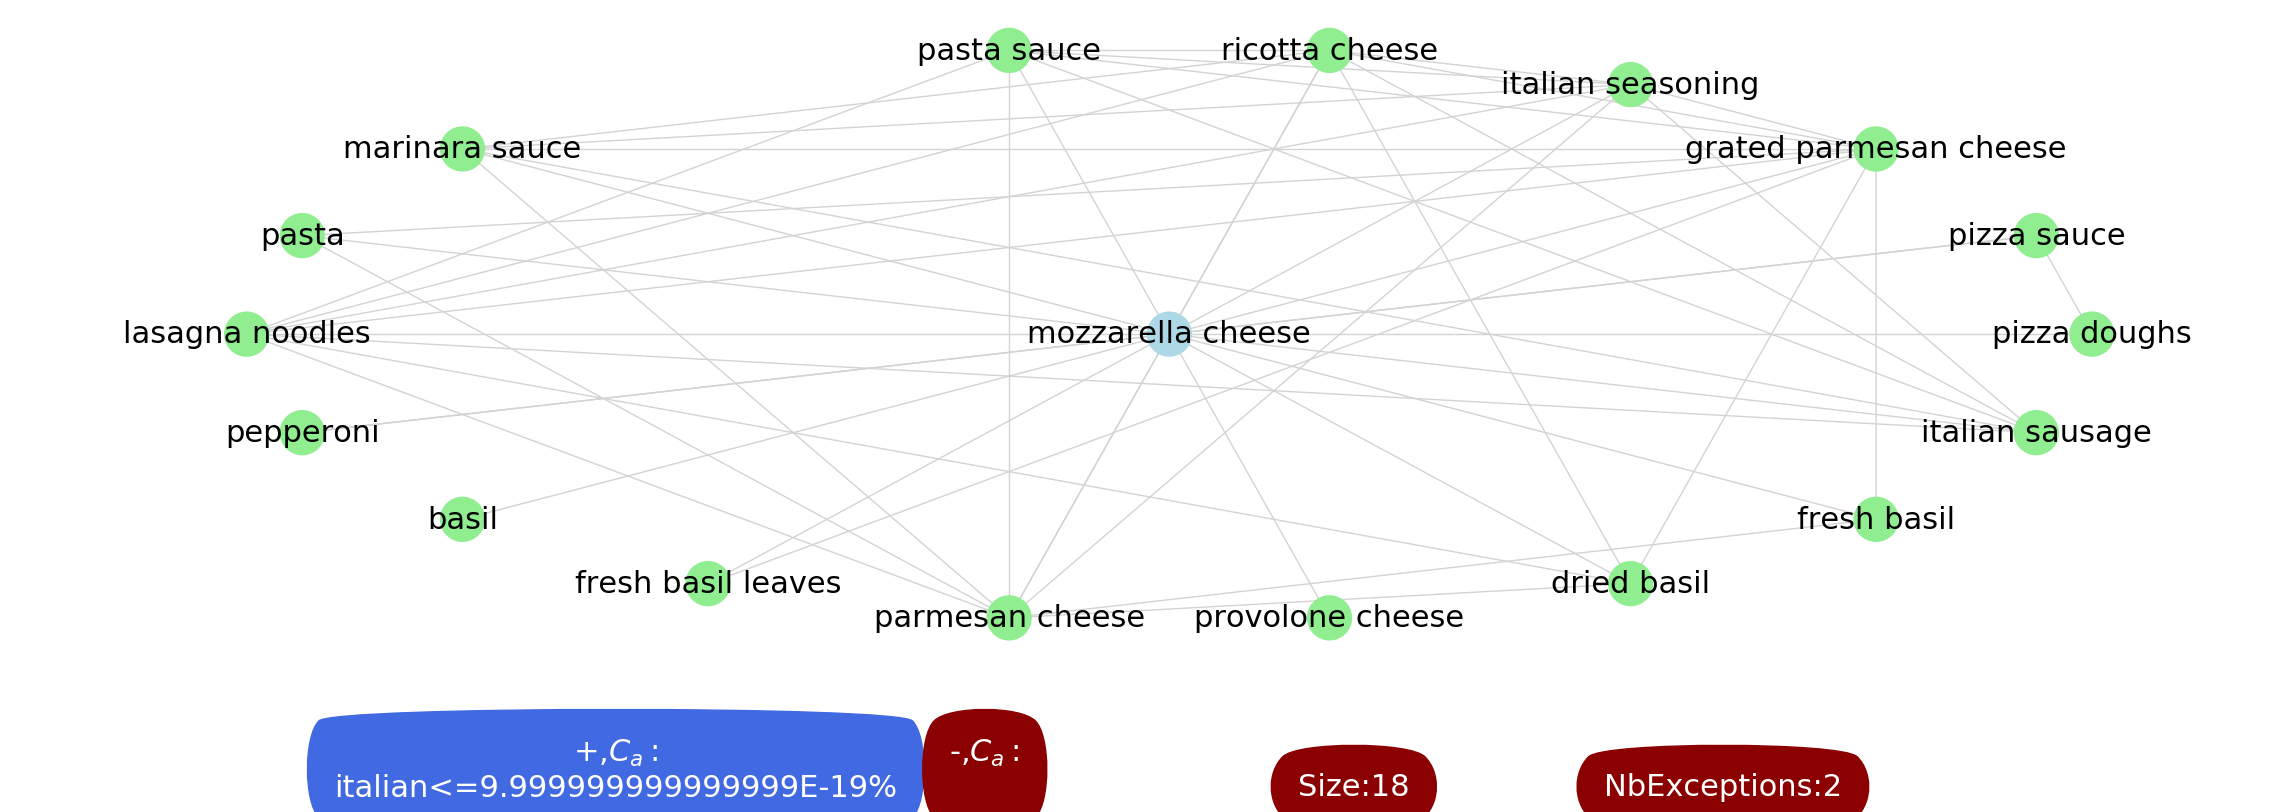 pasta sauce
ricotta cheese
italian seasoning
marinara sauce
grated parmesan cheese
pasta
pizza sauce
lasagna noodles
mozzarella cheese
pizza doughs
pepperoni
italian sausage
basil
fresh basil
fresh basil leaves
dried basil
parmesan cheese
provolone cheese
+,Ca :
italian<=9.999999999999999E-19%
-,Ca :
Size:18
NbExceptions:2